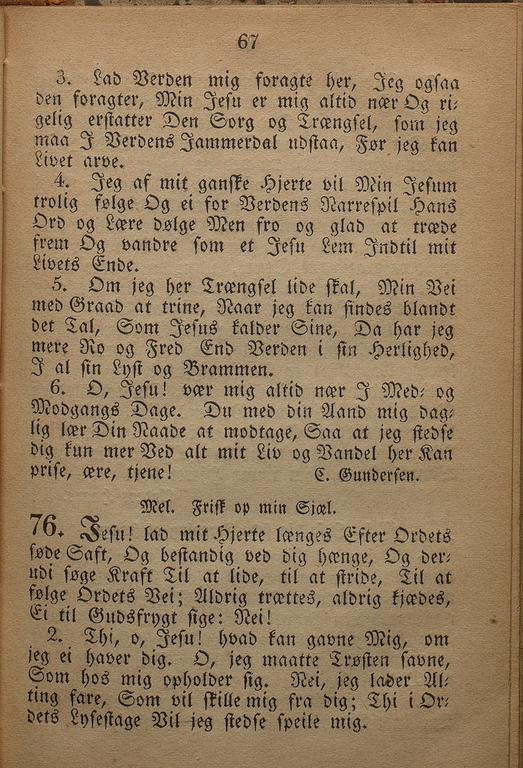 67
3. Lad Verden mig foragte her, Jeg ogsaa
den foragter, Min Jesu er mig altid nær Og ri-
gelig erstatter Den Sorg og Trængsel, som jeg
maa I Verdens Jammerdal udstaa, Før jeg kan
Livet arve.
4. Jeg af mit ganske Hjerte vil Min Jesum
trolig følge Og ei for Verdens Narrespil Hans
Ord og Lære dølge Men fro og glad at træde
frem Og vandre som et Jesu Lem Indtil mit
Livets Ende.
5. Om jeg her Trængsel lide skal, Min Vei
med Graad at trine, Naar jeg kan findes blandt
det Tal, Som Jesus kalder Sine, Da har jeg
mere Ro og Fred End Verden i sin Herlighed,
I al sin Lyst og Brammen.
6. O, Jesu! vær mig altid nær I Med- og
Modgangs Dage. Du med din Aand mig dag-
lig lær Din Naade at modtage, Saa at jeg stedse
dig kun mer Ved alt mit Liv og Vandel her Kan
prise, ære, tjene! C. Gundersen.
Mel. Frisk op min Sjæl.
76. Jesu! lad mit Hjerte længes Efter Ordets
søde Saft, Og bestandig ved dig hænge, Og der-
udi søge Kraft Til at lide, til at stride, Til at
følge Ordets Vei; Aldrig trættes, aldrig kjædes,
Ei til Gudsfrygt sige: Nei!
2. Thi, o, Jesu! hvad kan gavne Mig, om
jeg ei haver dig. O, jeg maatte Trøsten savne,
Som hos mig opholder sig. Nei, jeg lader Al-
ting fare, Som vil skille mig fra dig; Thi i Or-
dets Lysestage Vil jeg stedse speile mig.